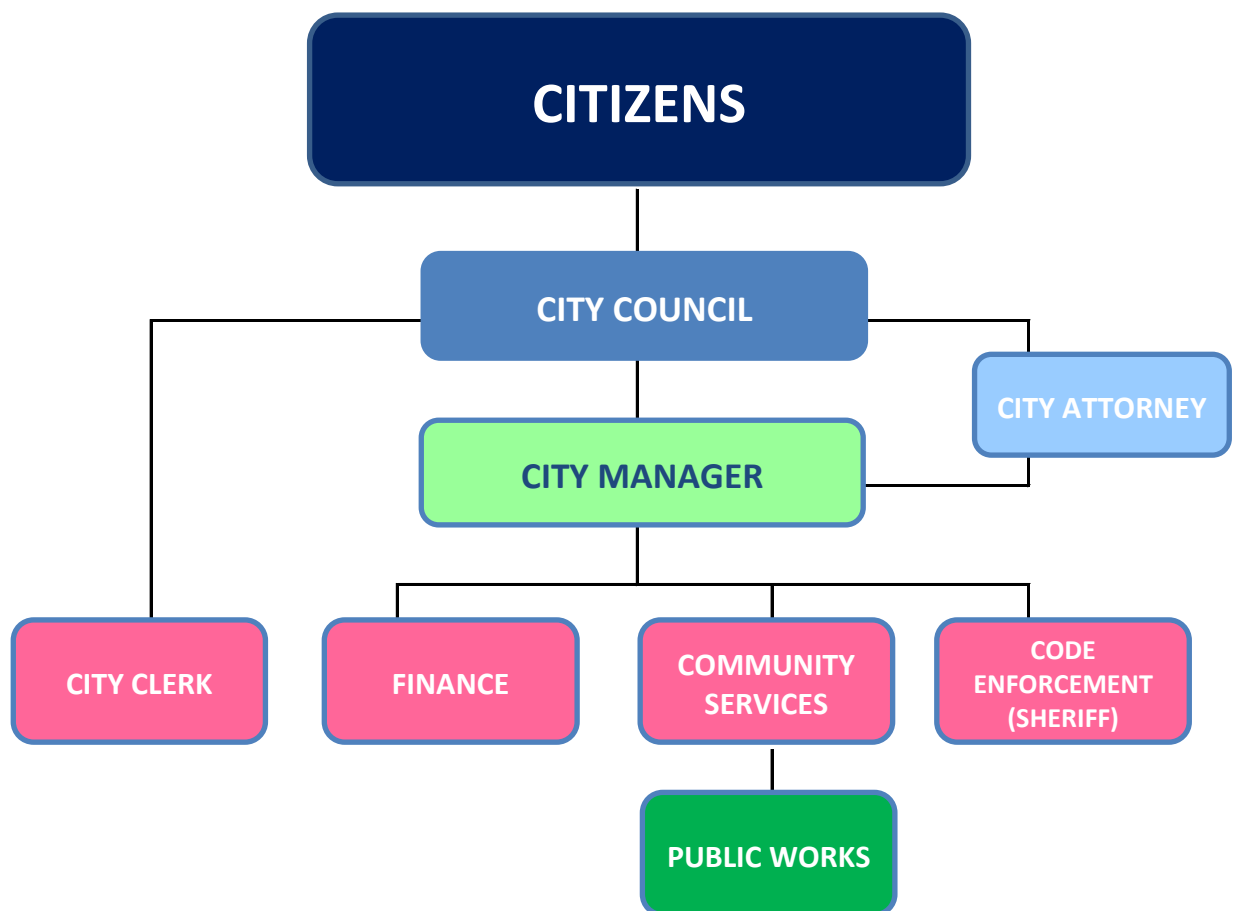 CITIZENS
CITY COUNCIL
CITY ATTORNEY
CITY MANAGER
CITY CLERK
FINANCE
COMMUNITY
SERVICES
CODE
ENFORCEMENT
(SHERIFF)
PUBLIC WORKS